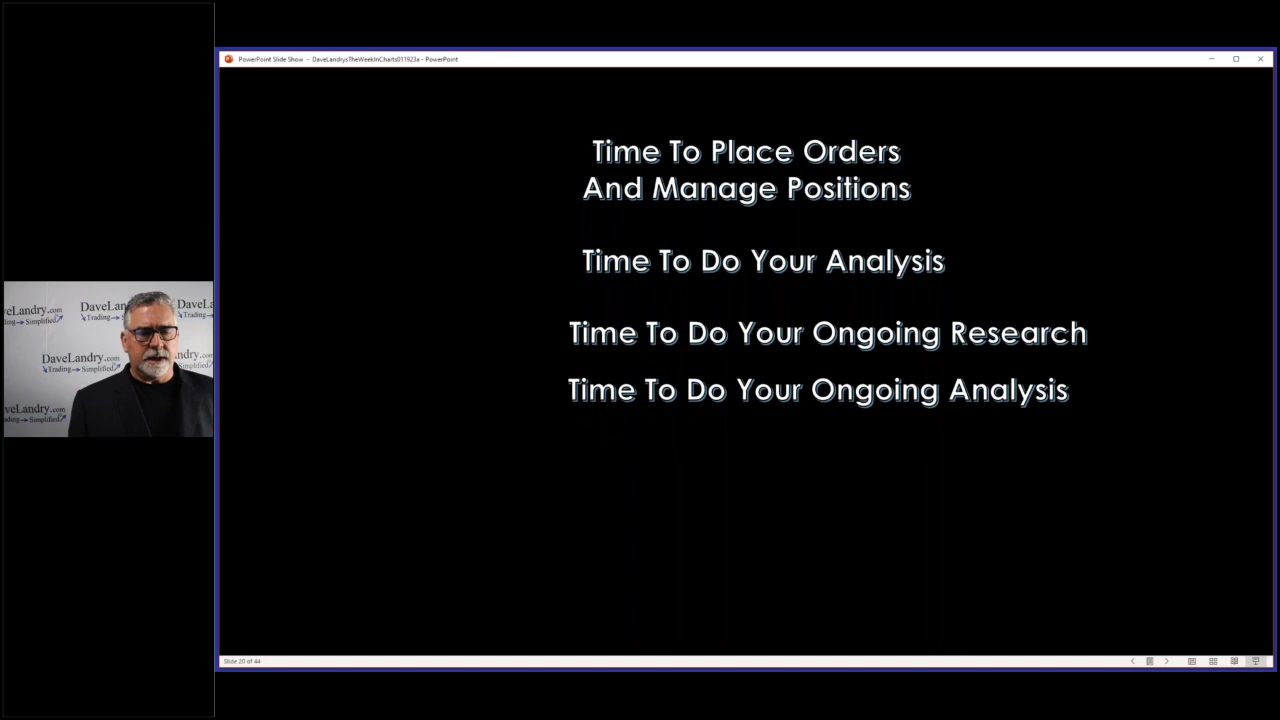 PowerPoint Slide Show - DaveLandrysTheWeekInCharts011923a - PowerPoint
Time To Place Orders
And Manage Positions
Time To Do Your Analysis
Time To Do Your Ongoing Research
Time To Do Your Ongoing Analysis
DaveLandry.com
Trading Simplified
Slide 20 of 44